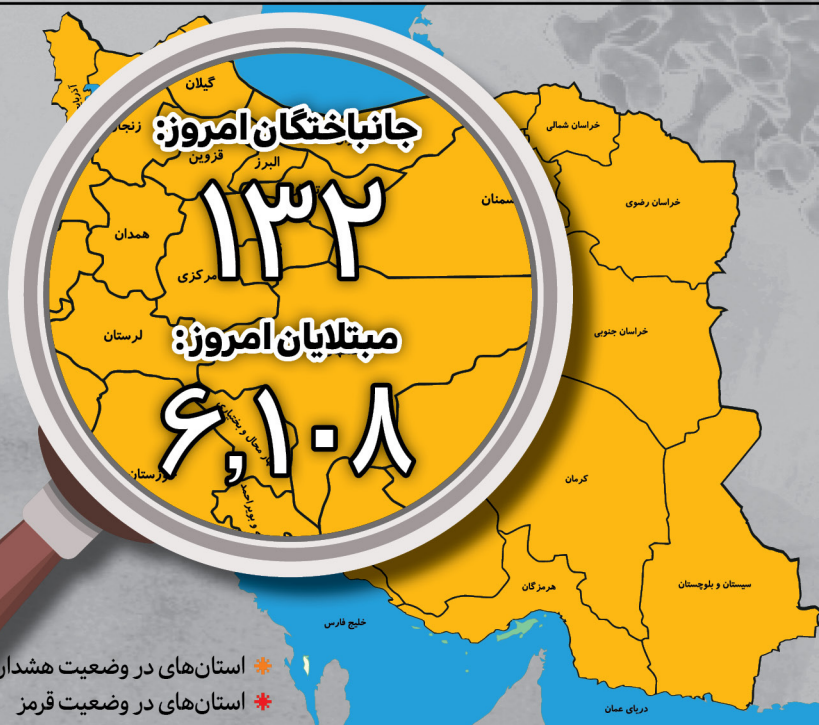 گیلان
خراسان شمالی
جانباختگان امروز:
قزوین
البرز
۱۳۲
سمنان
خراسان رضوی
همدان
مرکزی
خراسان جنوبی
لرستان
مبتلایان امروز:
۶,۱۰۸
کرمان
هرمزگان
سیستان و بلوچستان
خلیج فارس
استان‌های در وضعیت هشدار
استان‌های در وضعیت قرمز
دریای عمان